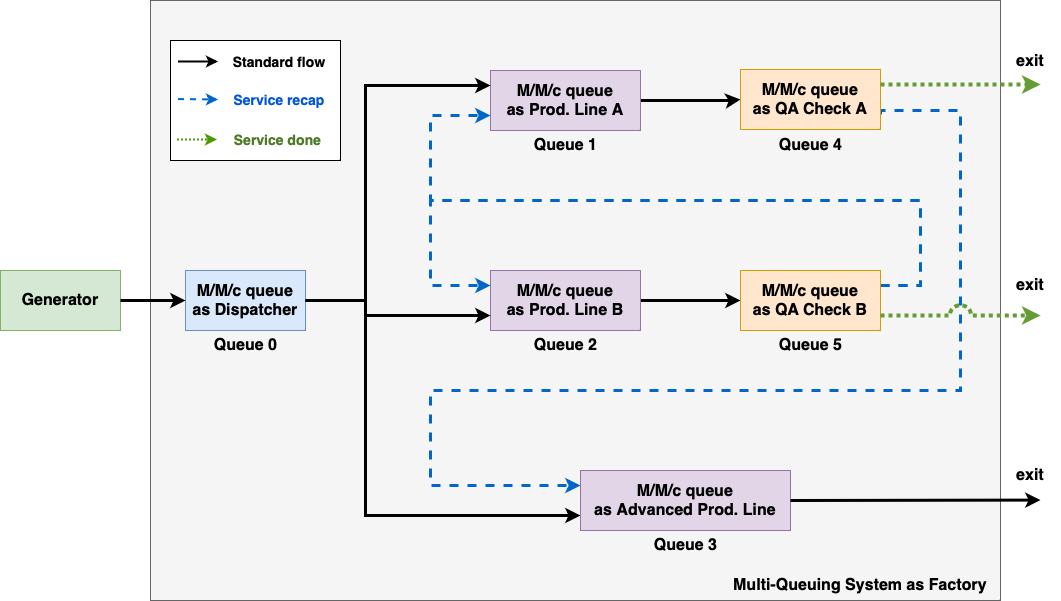 Standard flow
Service recap
Service done
M/M/c queue
as Prod. Line A
Queue 1
M/M/c queue
as QA Check A
Queue 4
exit
Generator
M/M/c queue
as Dispatcher
Queue 0
M/M/c queue
as Prod. Line B
Queue 2
M/M/c queue
as QA Check B
Queue 5
exit
M/M/c queue
as Advanced Prod. Line
Queue 3
exit
Multi-Queuing System as Factory